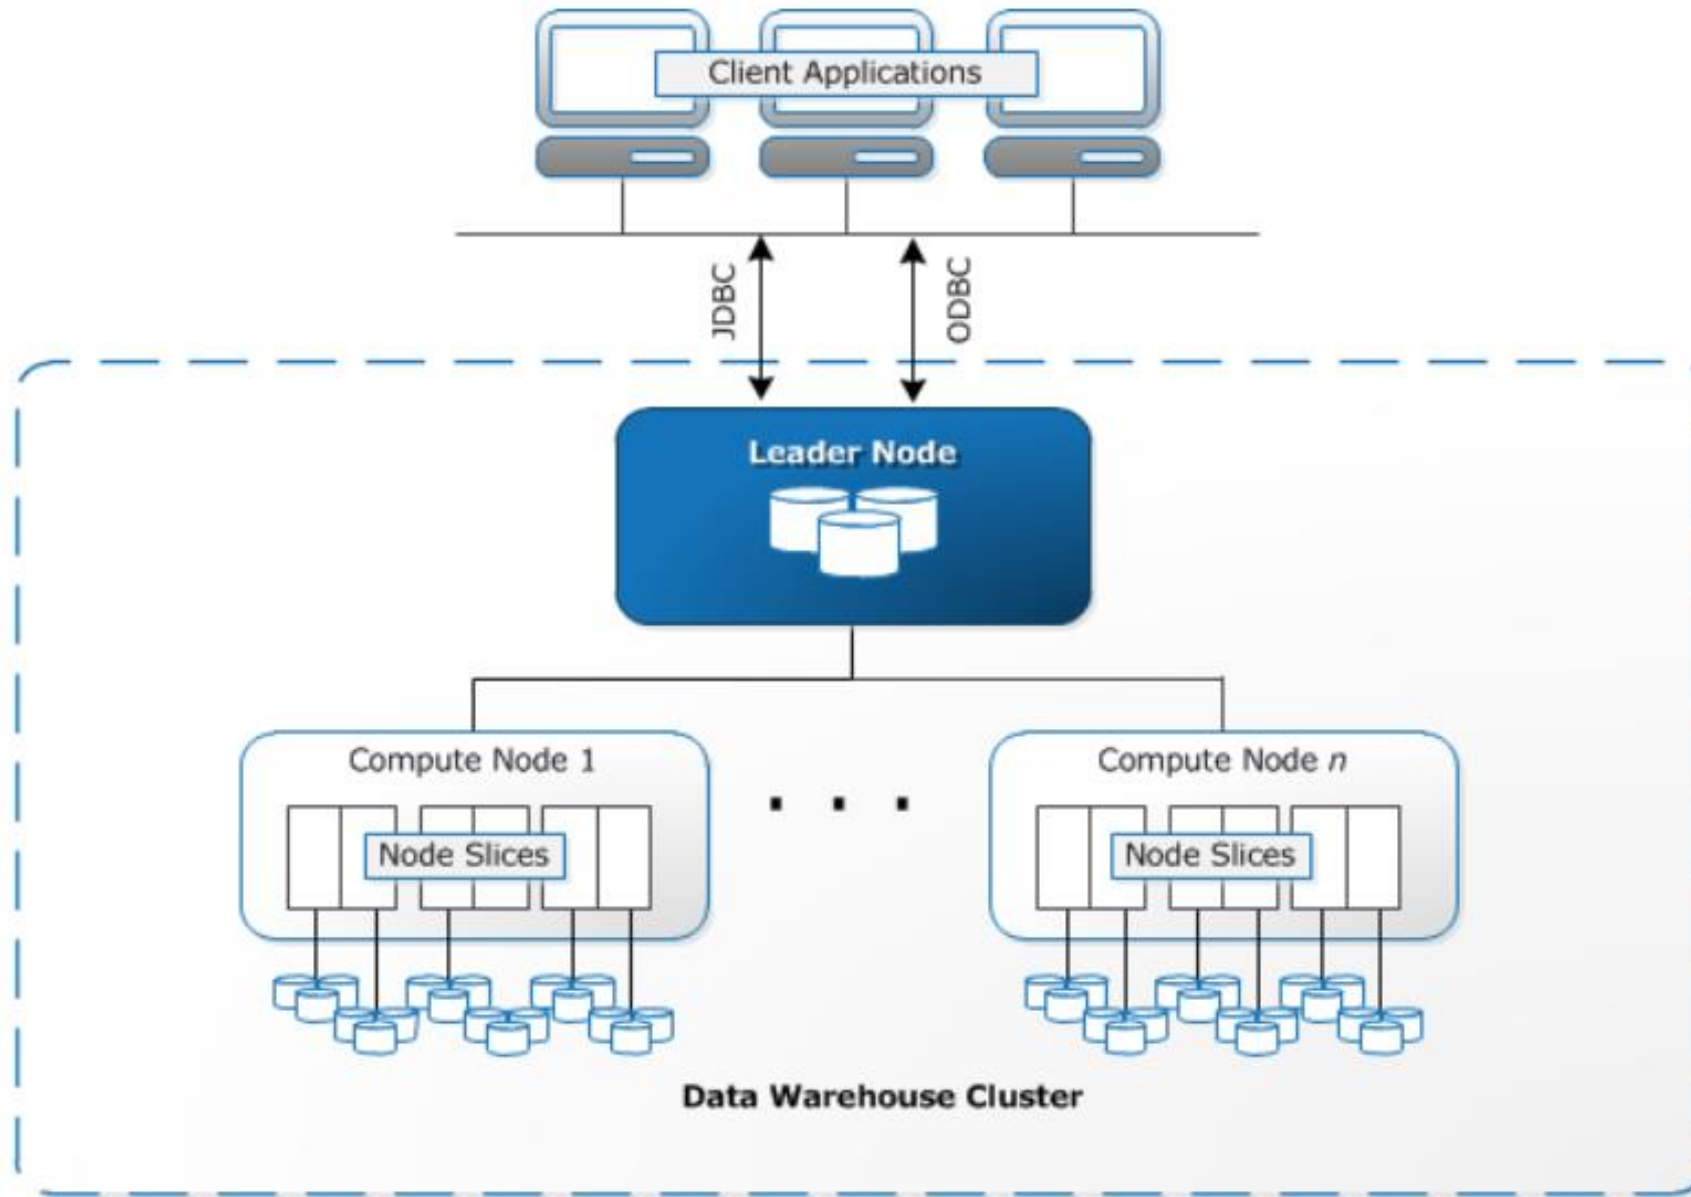 Client Applications
JDBC
ODBC
Leader Node
Compute Node 1
Compute Node n
. . .
Node Slices
Node Slices
Data Warehouse Cluster